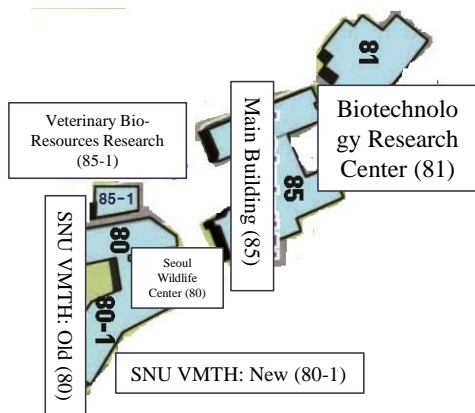 81
Biotechnolo
gy Research
Center (81)
Main Building (85)
85
Veterinary Bio-
Resources Research
(85-1)
85-1
SNU VMTH: Old (80)
80
Seoul
Wildlife
Center (80)
80-1
SNU VMTH: New (80-1)